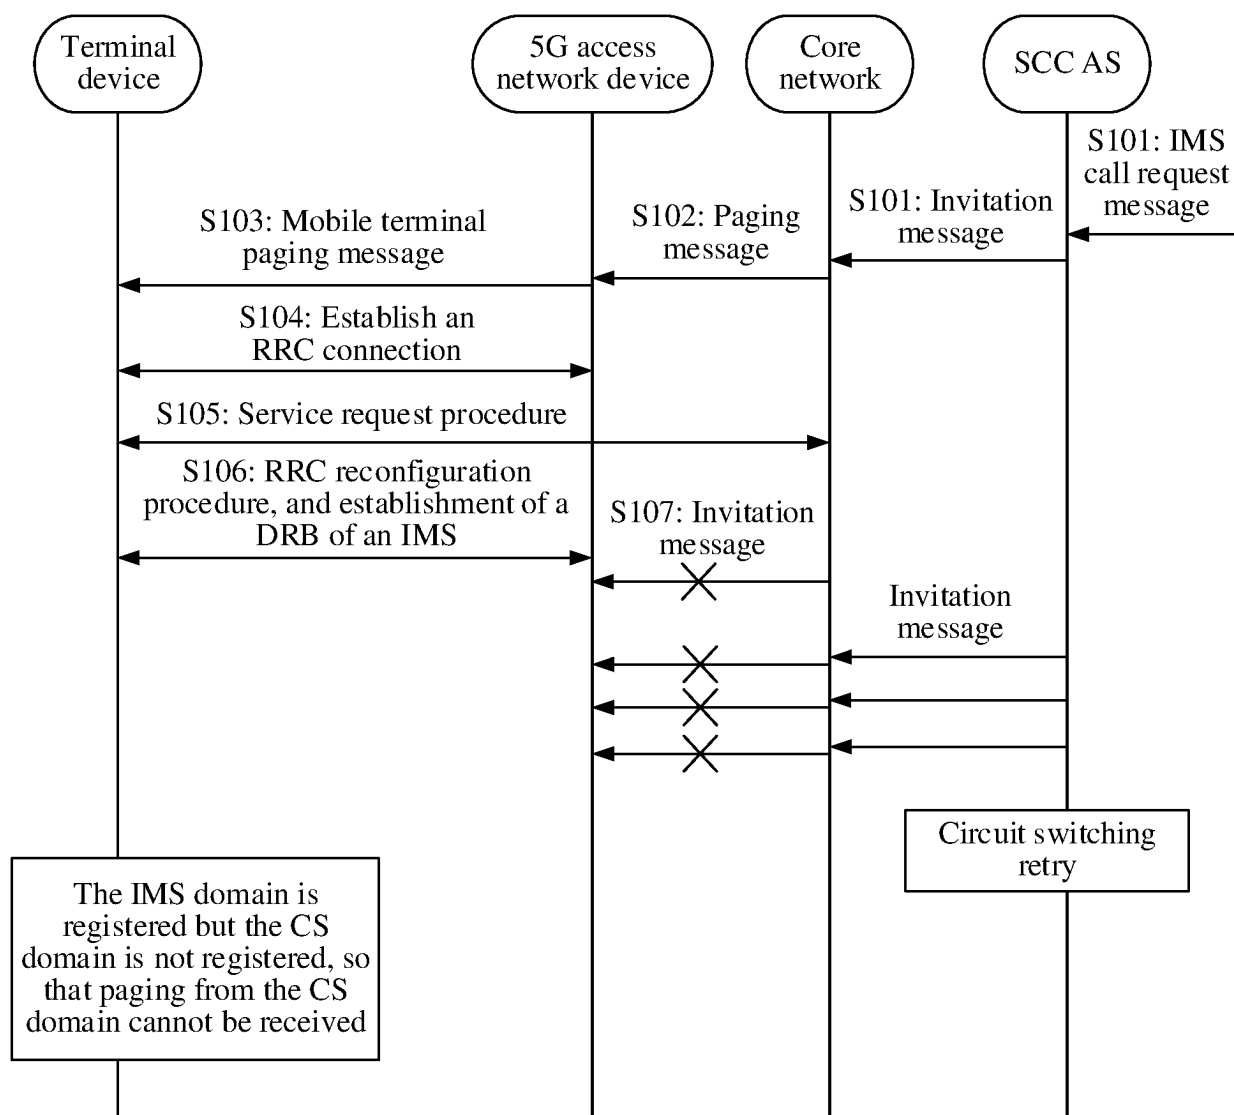 Terminal
device
5G access
network device
Core
network
SCC AS
S101: IMS
call request
message
S101: Invitation
message
S102: Paging
message
S103: Mobile terminal
paging message
S104: Establish an
RRC connection
S105: Service request procedure
S106: RRC reconfiguration
procedure, and establishment of a
DRB of an IMS
S107: Invitation
message
Invitation
message
Circuit switching
retry
The IMS domain is
registered but the CS
domain is not registered, so
that paging from the CS
domain cannot be received